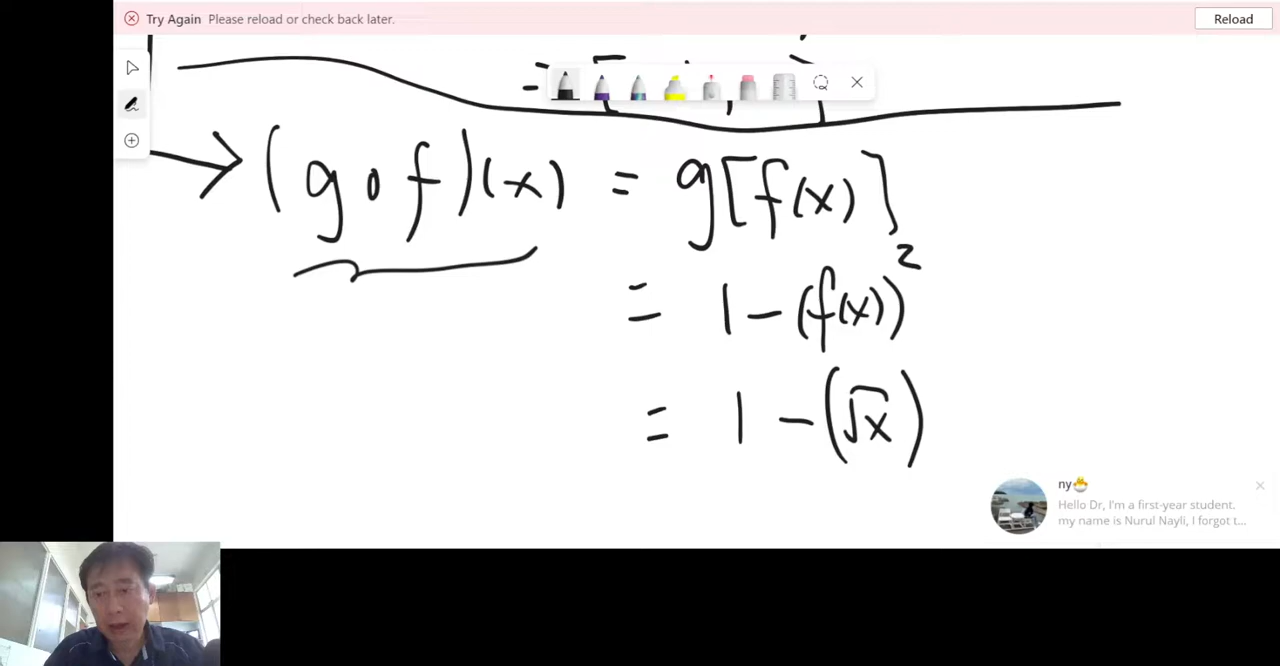 Try Again Please reload or check back later.
Reload
(g∘f)(x) = g[f(x)]
= 1 - (f(x))²
= 1 - (√x)
ny🐣
Hello Dr, I'm a first-year student.
my name is Nurul Nayli, I forgot t...